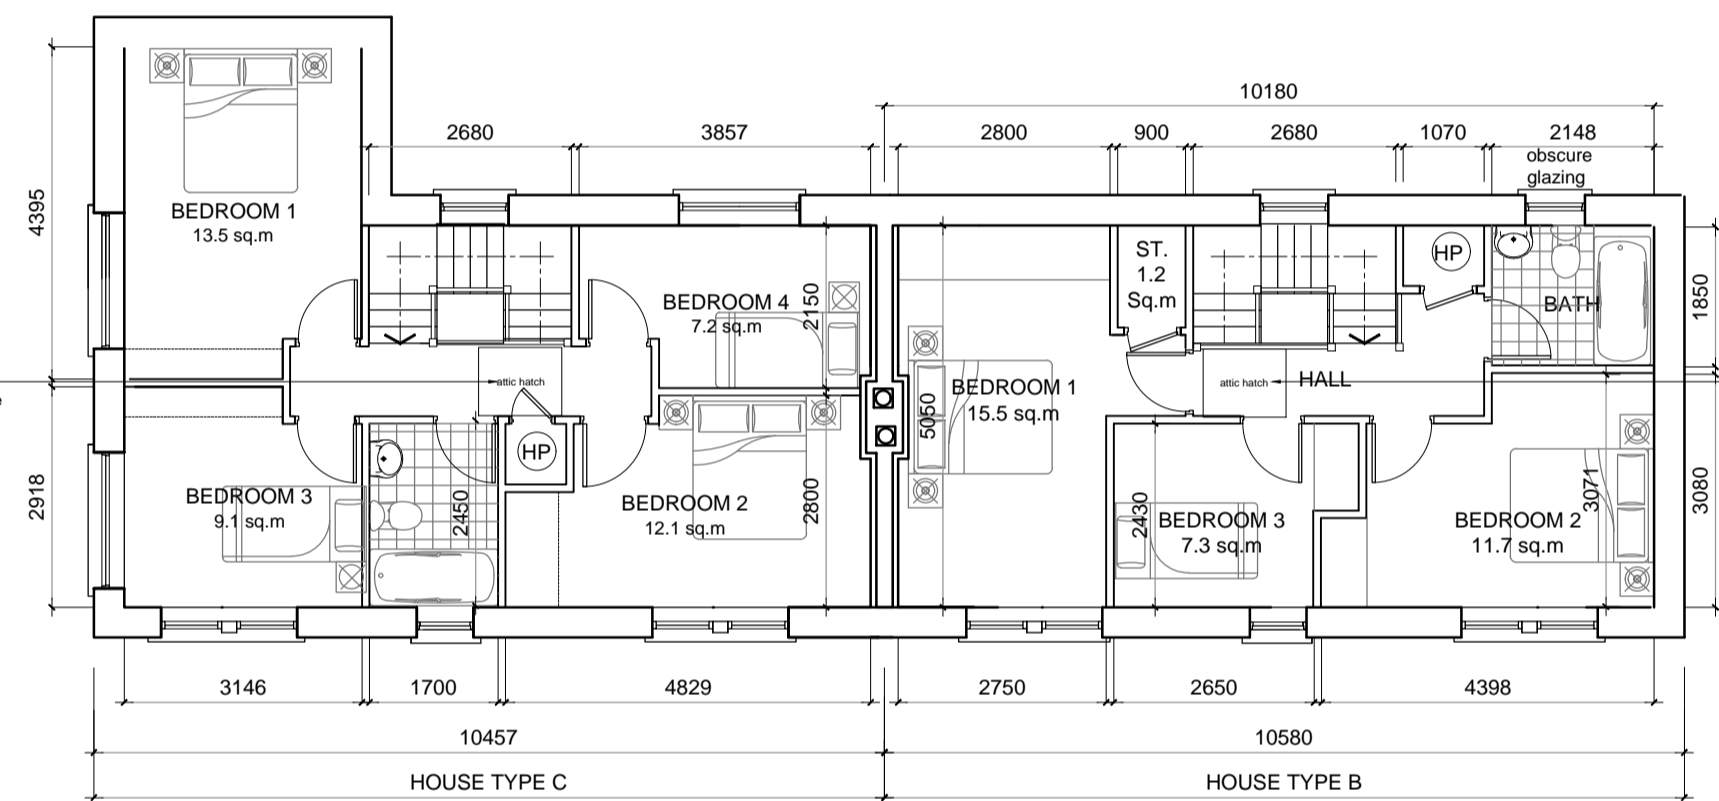 10180
2680
3857
2800
900
2680
1070
2148
obscure
glazing
4395
BEDROOM 1
13.5 sq.m
ST.
1.2
Sq.m
HP
BATH
1850
BEDROOM 4
7.2 sq.m
2150
attic hatch
attic hatch
HALL
BEDROOM 1
15.5 sq.m
5050
HP
2918
BEDROOM 3
9.1 sq.m
2450
BEDROOM 2
12.1 sq.m
2800
2430
BEDROOM 3
7.3 sq.m
BEDROOM 2
11.7 sq.m
3071
3080
3146
1700
4829
2750
2650
4398
10457
10580
HOUSE TYPE C
HOUSE TYPE B